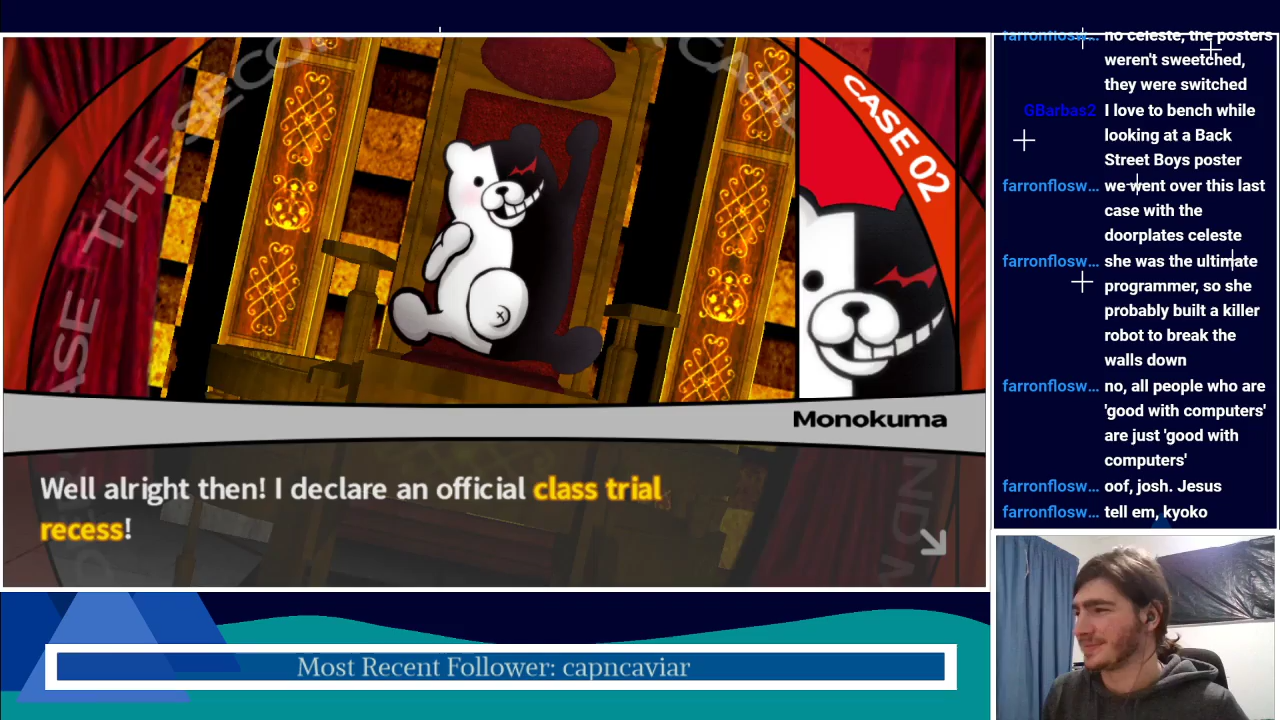 CASE THE SECOND CASE
CASE 02
Monokuma
Well alright then! I declare an official class trial
recess!
farronflosw... no celeste, the posters
weren't sweetched,
they were switched
GBarbas2 I love to bench while
looking at a Back
Street Boys poster
farronflosw... we went over this last
case with the
doorplates celeste
farronflosw... she was the ultimate
programmer, so she
probably built a killer
robot to break the
walls down
farronflosw... no, all people who are
'good with computers'
are just 'good with
computers'
farronflosw... oof, josh. Jesus
farronflosw... tell em, kyoko
Most Recent Follower: capncaviar